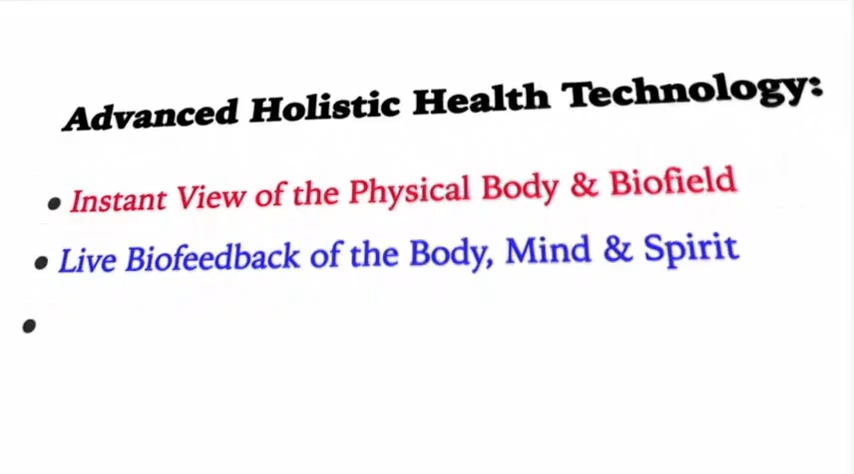 Advanced Holistic Health Technology:
• Instant View of the Physical Body & Biofield
• Live Biofeedback of the Body, Mind & Spirit
•